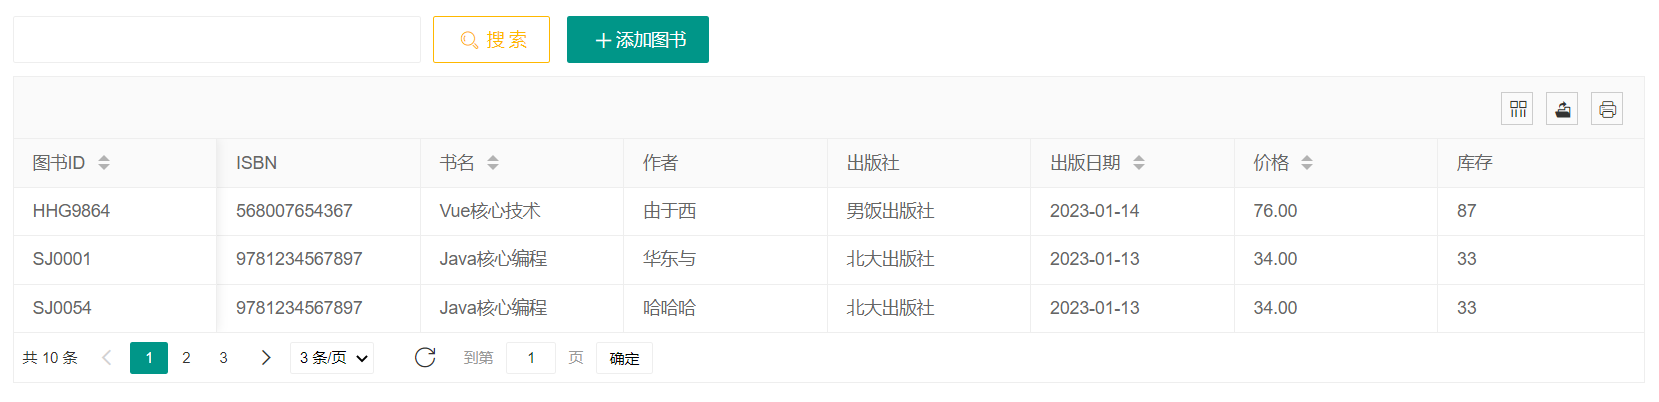 搜 索 添加图书
图书ID ISBN 书名 作者 出版社 出版日期 价格 库存
HHG9864 568007654367 Vue核心技术 由于西 男饭出版社 2023-01-14 76.00 87
SJ0001 9781234567897 Java核心编程 华东与 北大出版社 2023-01-13 34.00 33
SJ0054 9781234567897 Java核心编程 哈哈哈 北大出版社 2023-01-13 34.00 33
共 10 条 1 2 3 3 条/页 到第 1 页 确定